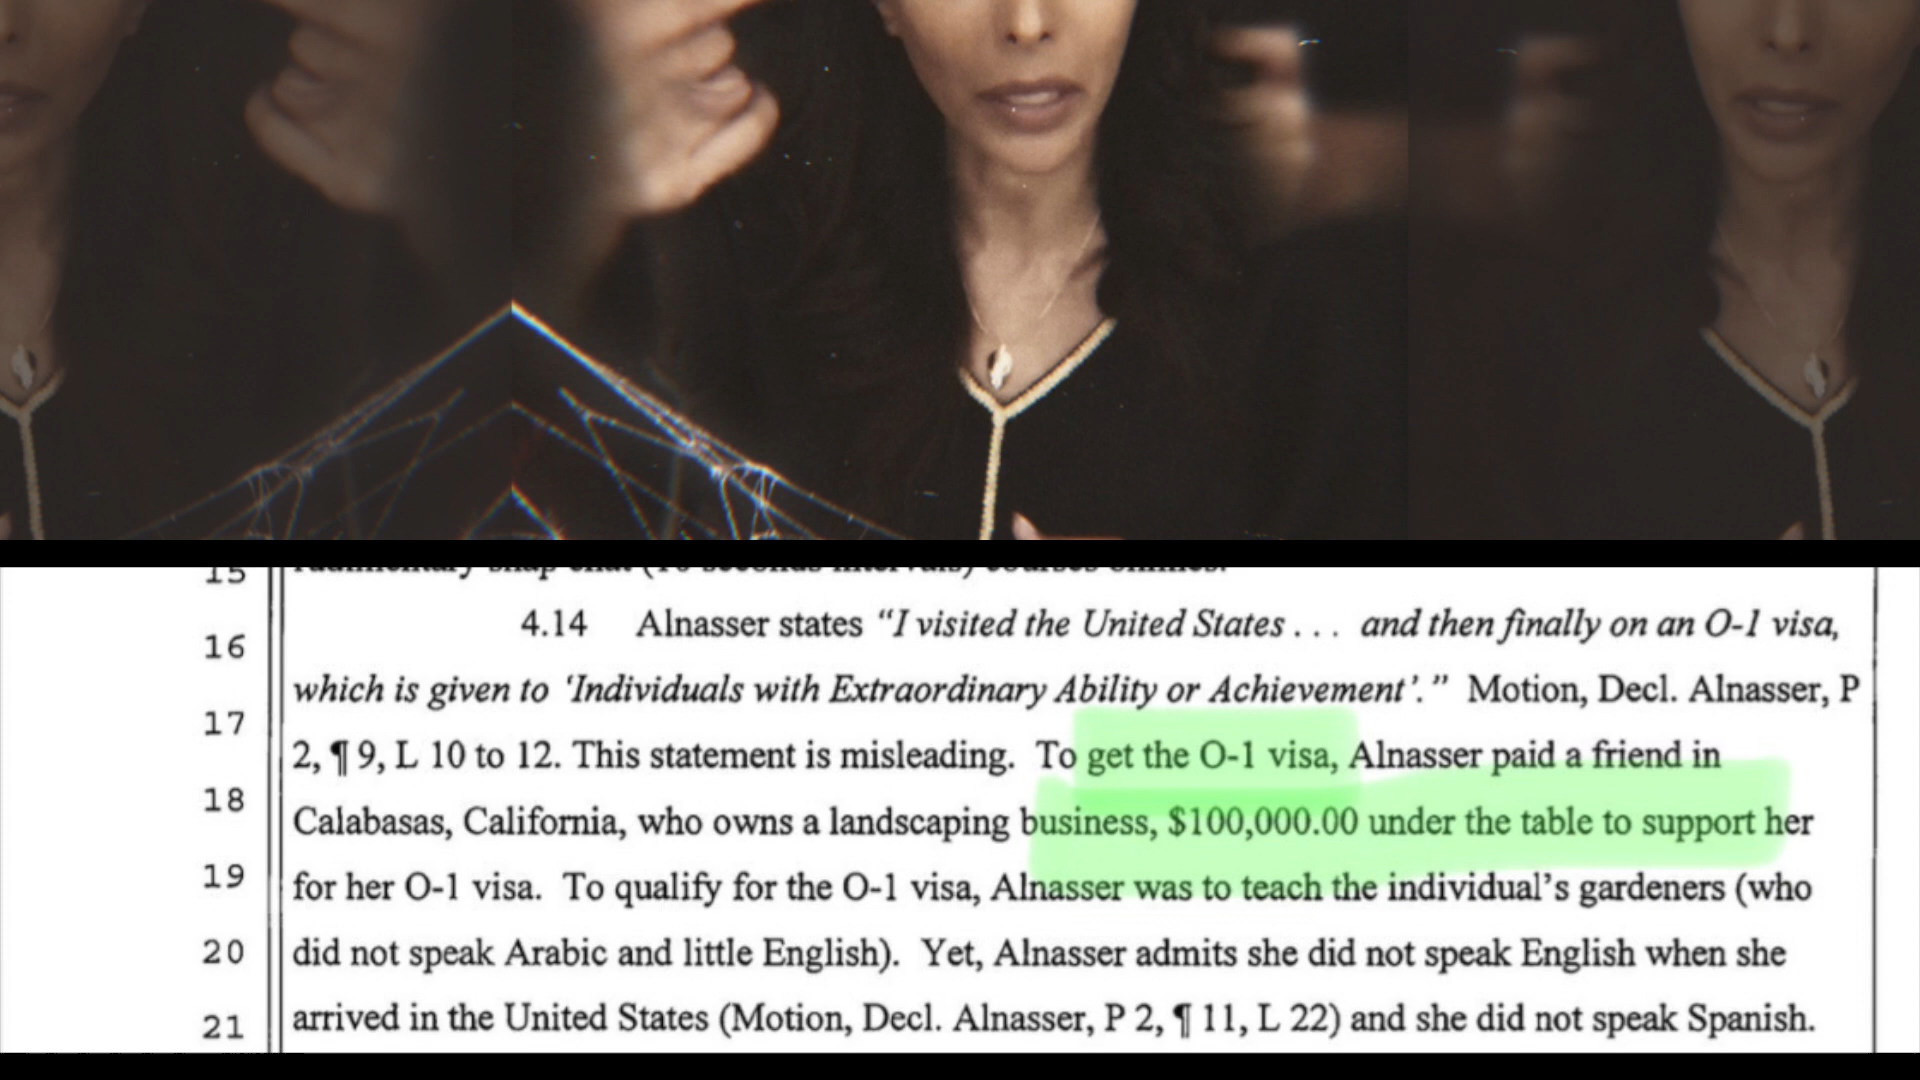 15
4.14 Alnasser states “I visited the United States . . . and then finally on an O-1 visa,
16
which is given to ‘Individuals with Extraordinary Ability or Achievement’.” Motion, Decl. Alnasser, P
17
2, ¶ 9, L 10 to 12. This statement is misleading. To get the O-1 visa, Alnasser paid a friend in
18
Calabasas, California, who owns a landscaping business, $100,000.00 under the table to support her
19
for her O-1 visa. To qualify for the O-1 visa, Alnasser was to teach the individual’s gardeners (who
20
did not speak Arabic and little English). Yet, Alnasser admits she did not speak English when she
21
arrived in the United States (Motion, Decl. Alnasser, P 2, ¶ 11, L 22) and she did not speak Spanish.